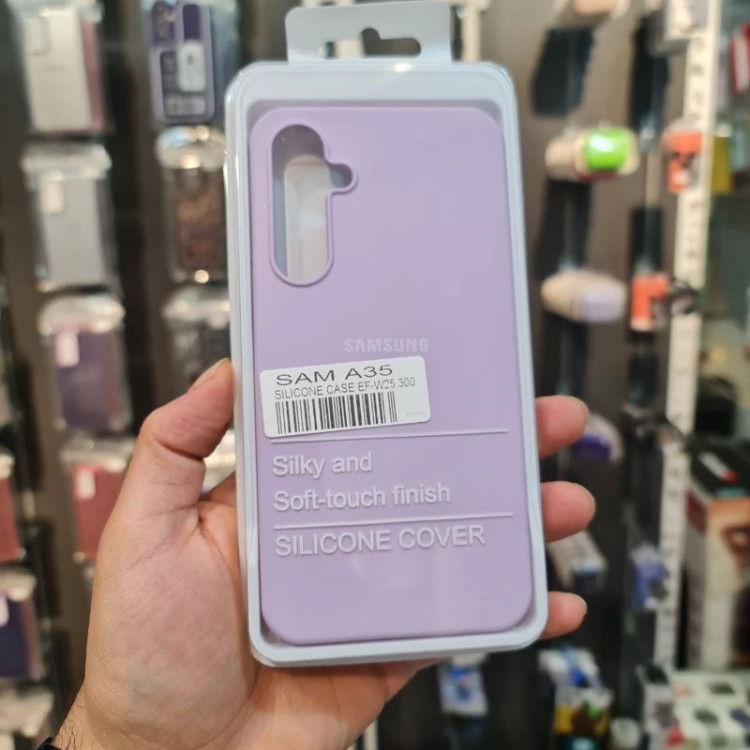 SAMSUNG
SAM A35
SILICONE CASE EF-W25 300
Silky and
Soft-touch finish
SILICONE COVER